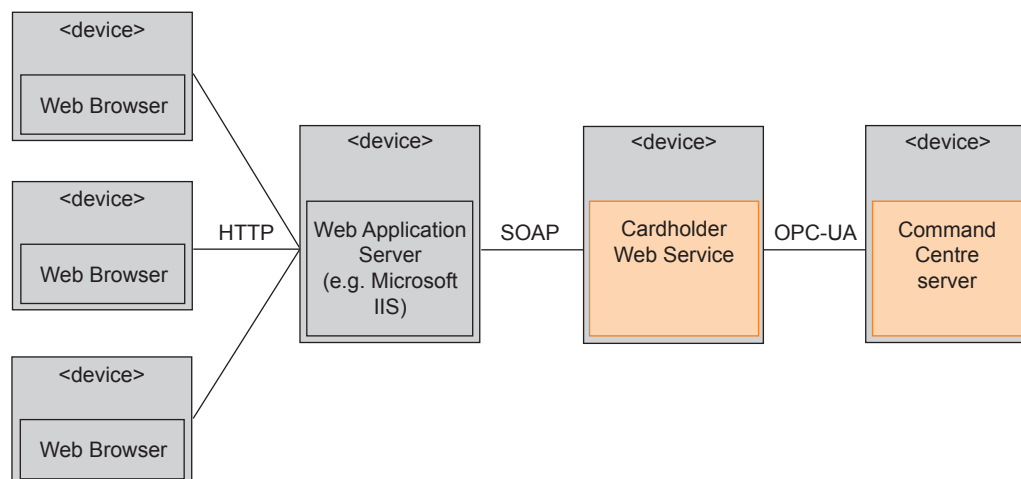 <device>
Web Browser
<device>
Web Browser
<device>
Web Browser
HTTP
<device>
Web Application
Server
(e.g. Microsoft
IIS)
SOAP
<device>
Cardholder
Web Service
OPC-UA
<device>
Command
Centre
server